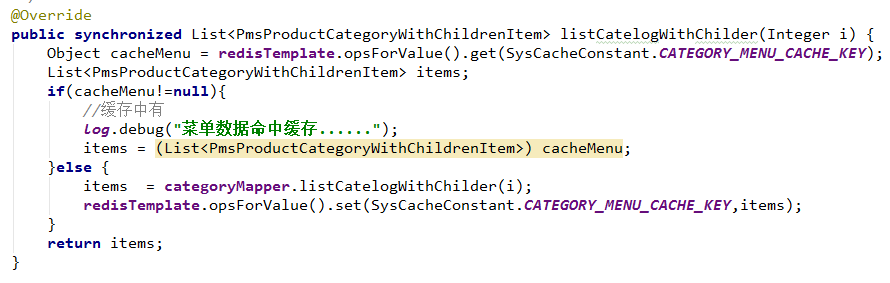 @Override
public synchronized List<PmsProductCategoryWithChildrenItem> listCatelogWithChilder(Integer i) {
    Object cacheMenu = redisTemplate.opsForValue().get(SysCacheConstant.CATEGORY_MENU_CACHE_KEY);
    List<PmsProductCategoryWithChildrenItem> items;
    if(cacheMenu!=null){
        //缓存中有
        log.debug("菜单数据命中缓存......");
        items = (List<PmsProductCategoryWithChildrenItem>) cacheMenu;
    }else {
        items  = categoryMapper.listCatelogWithChilder(i);
        redisTemplate.opsForValue().set(SysCacheConstant.CATEGORY_MENU_CACHE_KEY,items);
    }
    return items;
}